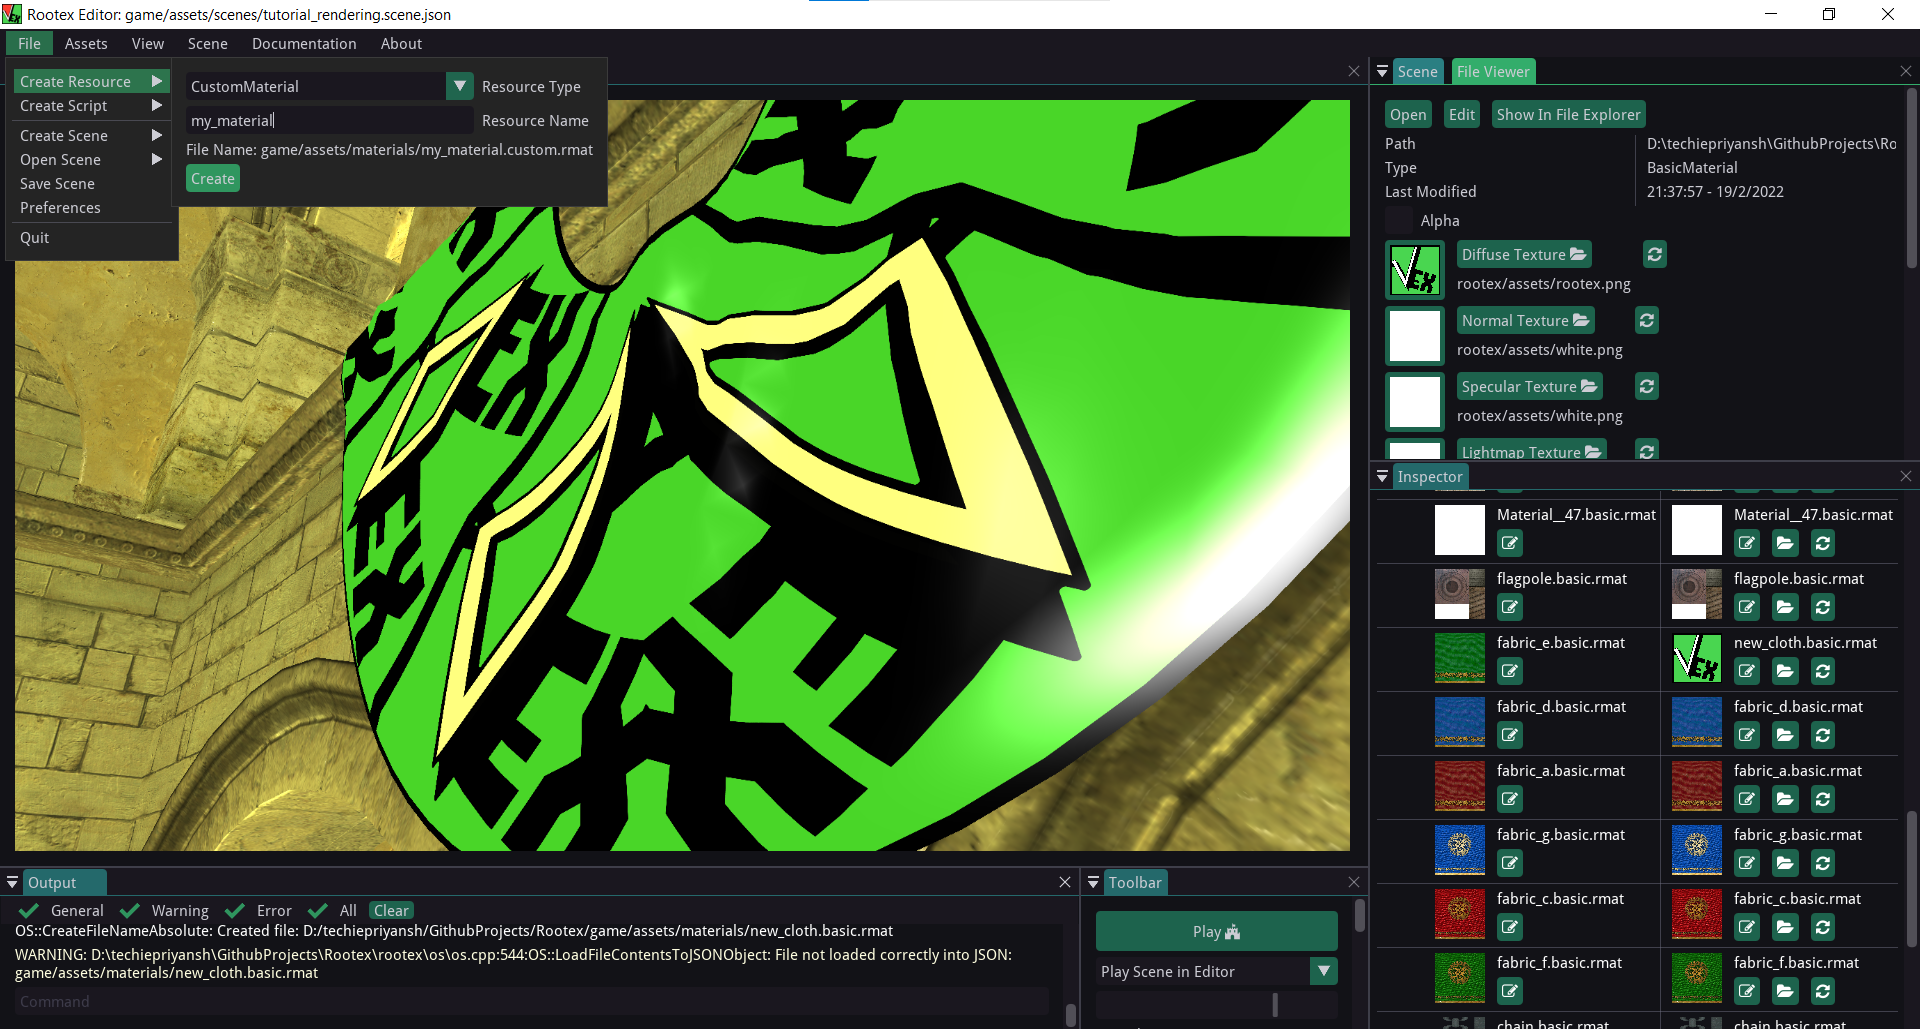 Rootex Editor: game/assets/scenes/tutorial_rendering.scene.json
File Assets View Scene Documentation About
Create Resource
Create Script
Create Scene
Open Scene
Save Scene
Preferences
Quit
CustomMaterial Resource Type
my_material Resource Name
File Name: game/assets/materials/my_material.custom.rmat
Create
Scene File Viewer
Open Edit Show In File Explorer
Path D:\techiepriyansh\GithubProjects\Ro
Type BasicMaterial
Last Modified 21:37:57 - 19/2/2022
Alpha
VEX
Diffuse Texture
rootex/assets/rootex.png
Normal Texture
rootex/assets/white.png
Specular Texture
rootex/assets/white.png
Lightmap Texture
Inspector
Material__47.basic.rmat Material__47.basic.rmat
flagpole.basic.rmat flagpole.basic.rmat
fabric_e.basic.rmat new_cloth.basic.rmat
VEX
fabric_d.basic.rmat fabric_d.basic.rmat
fabric_a.basic.rmat fabric_a.basic.rmat
fabric_g.basic.rmat fabric_g.basic.rmat
fabric_c.basic.rmat fabric_c.basic.rmat
fabric_f.basic.rmat fabric_f.basic.rmat
chain.basic.rmat chain.basic.rmat
EX
EX
EX
E
Output
General Warning Error All Clear
OS::CreateFileNameAbsolute: Created file: D:/techiepriyansh/GithubProjects/Rootex/game/assets/materials/new_cloth.basic.rmat
WARNING: D:\techiepriyansh\GithubProjects\Rootex\rootex\os\os.cpp:544:OS::LoadFileContentsToJSONObject: File not loaded correctly into JSON:
game/assets/materials/new_cloth.basic.rmat
Command
Toolbar
Play
Play Scene in Editor